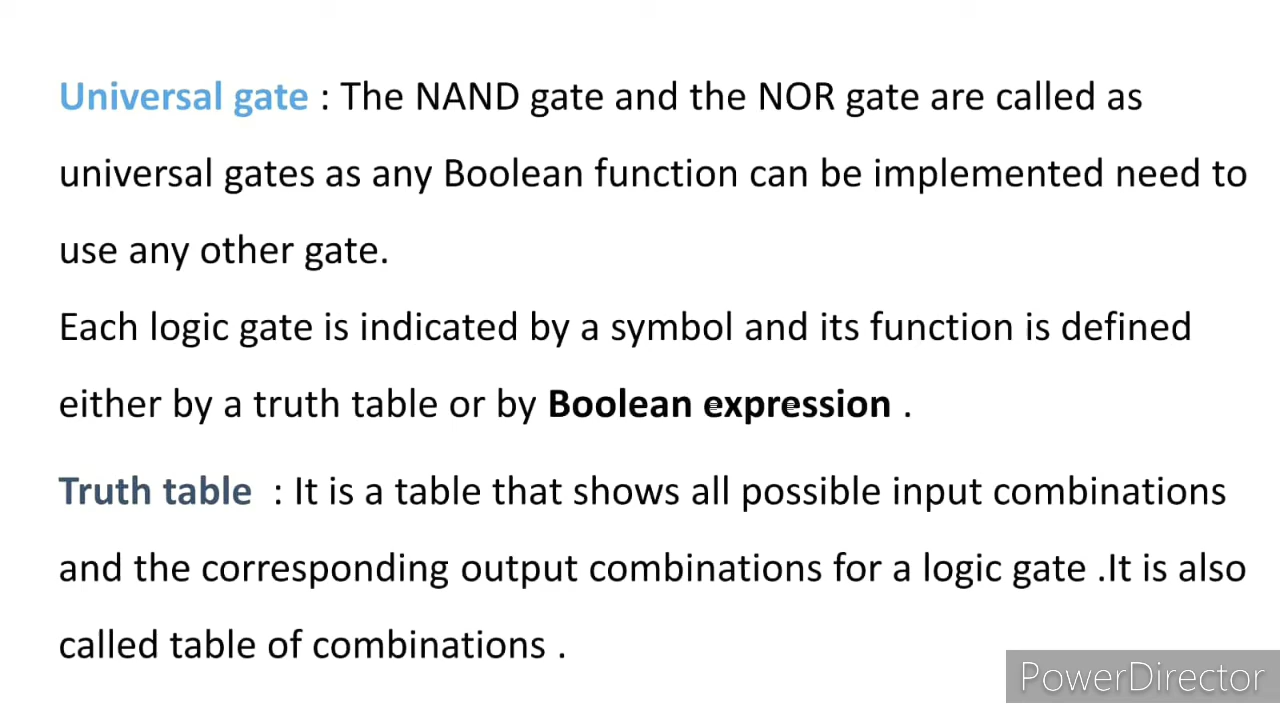 Universal gate : The NAND gate and the NOR gate are called as
universal gates as any Boolean function can be implemented need to
use any other gate.
Each logic gate is indicated by a symbol and its function is defined
either by a truth table or by Boolean expression .
Truth table : It is a table that shows all possible input combinations
and the corresponding output combinations for a logic gate .It is also
called table of combinations .
PowerDirector